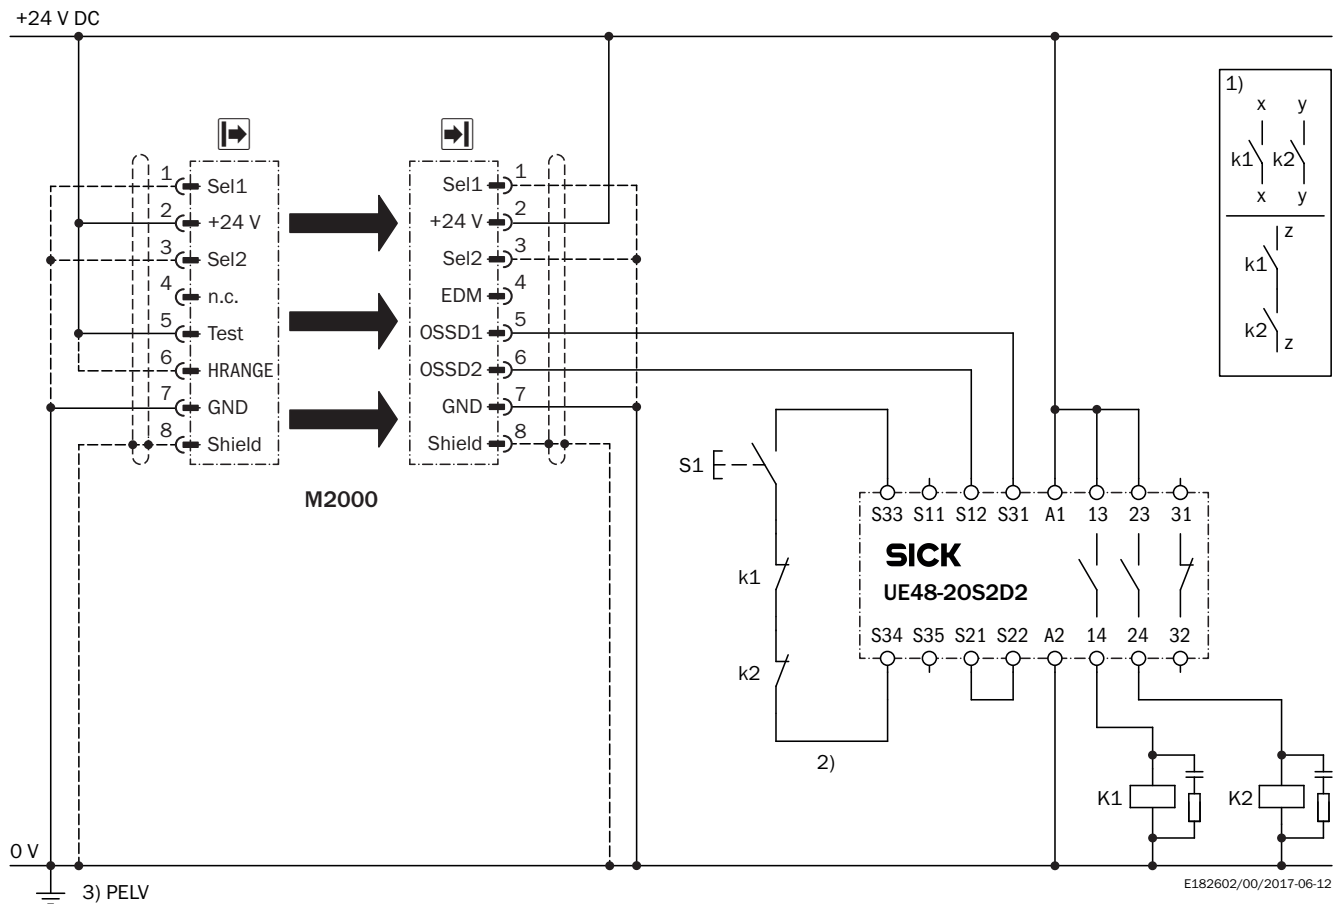 +24 V DC
1)
x y
k1 k2
x y
z
k1
k2
z
1 Sel1
2 +24 V
3 Sel2
4 n.c.
5 Test
6 HRANGE
7 GND
8 Shield
Sel1 1
+24 V 2
Sel2 3
EDM 4
OSSD1 5
OSSD2 6
GND 7
Shield 8
M2000
S1
k1
k2
2)
S33 S11 S12 S31 A1 13 23 31
SICK
UE48-2OS2D2
S34 S35 S21 S22 A2 14 24 32
K1 K2
0 V
3) PELV
E182602/00/2017-06-12